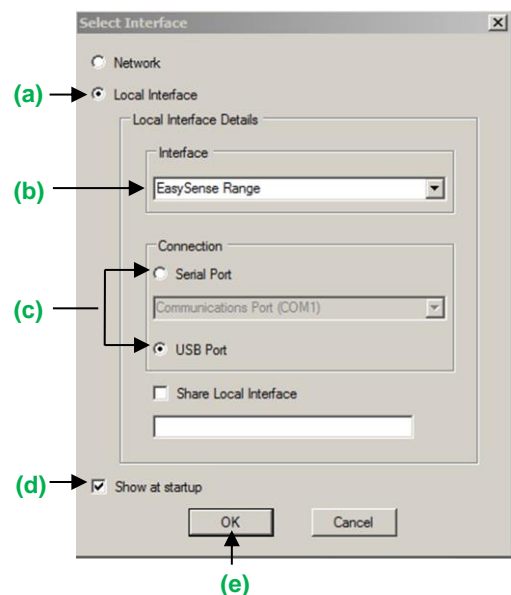 Select Interface
Network
(a) Local Interface
Local Interface Details
Interface
(b) EasySense Range
Connection
Serial Port
(c) Communications Port (COM1)
USB Port
Share Local Interface
(d) Show at startup
OK Cancel
(e)